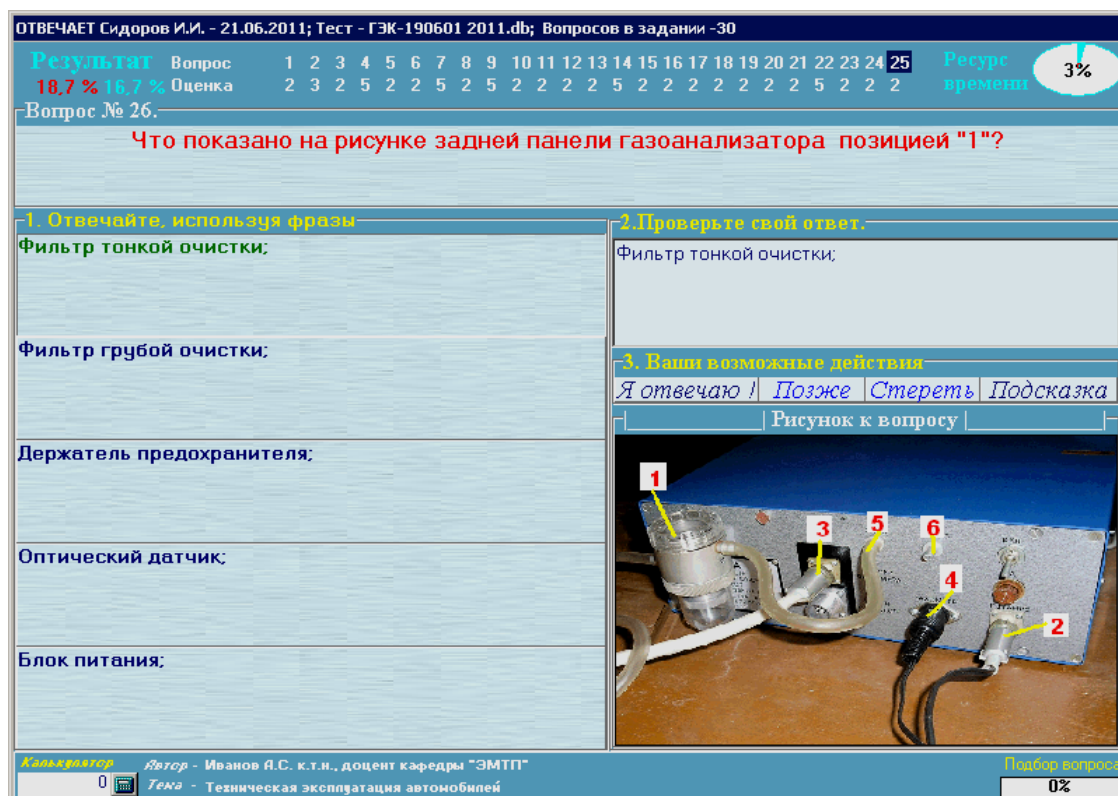 ОТВЕЧАЕТ Сидоров И.И. - 21.06.2011; Тест - ГЭК-190601 2011.db; Вопросов в задании -30
Результат Вопрос 1 2 3 4 5 6 7 8 9 10 11 12 13 14 15 16 17 18 19 20 21 22 23 24 25 Ресурс
18,7 % 16,7 % Оценка 2 3 2 5 2 2 5 2 5 2 2 2 2 5 2 2 2 2 2 2 2 5 2 2 2 времени 3%
Вопрос № 26.
Что показано на рисунке задней панели газоанализатора позицией "1"?
1. Отвечайте, используя фразы
Фильтр тонкой очистки;
Фильтр грубой очистки;
Держатель предохранителя;
Оптический датчик;
Блок питания;
2.Проверьте свой ответ.
Фильтр тонкой очистки;
3. Ваши возможные действия
Я отвечаю ! Позже Стереть Подсказка
Рисунок к вопросу
1
3
5
6
4
2
ПИТАНИЕ
Калькулятор Автор - Иванов А.С. к.т.н., доцент кафедры "ЭМТП" Подбор вопроса
0 Тема - Техническая эксплуатация автомобилей 0%